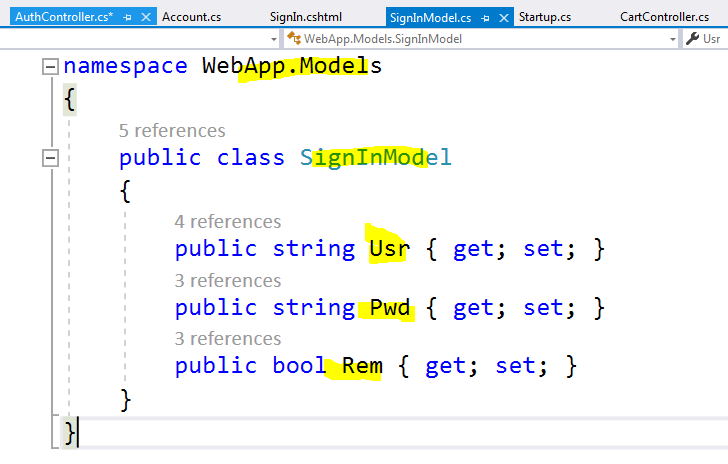 AuthController.cs* Account.cs SignIn.cshtml SignInModel.cs Startup.cs CartController.cs
WebApp.Models.SignInModel Usr
namespace WebApp.Models
{
5 references
public class SignInModel
{
4 references
public string Usr { get; set; }
3 references
public string Pwd { get; set; }
3 references
public bool Rem { get; set; }
}
}